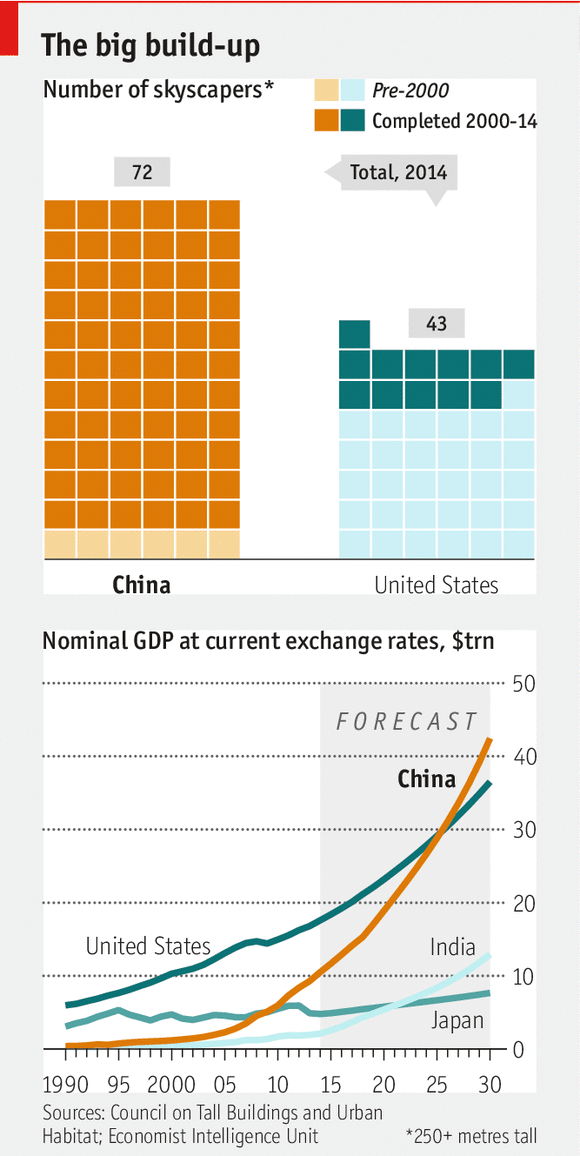 The big build-up
Number of skyscapers*
Pre-2000
Completed 2000-14
72
Total, 2014
43
China
United States
Nominal GDP at current exchange rates, $trn
50
FORECAST
40
China
30
20
United States
India
10
Japan
0
1990 95 2000 05 10 15 20 25 30
Sources: Council on Tall Buildings and Urban
Habitat; Economist Intelligence Unit
*250+ metres tall